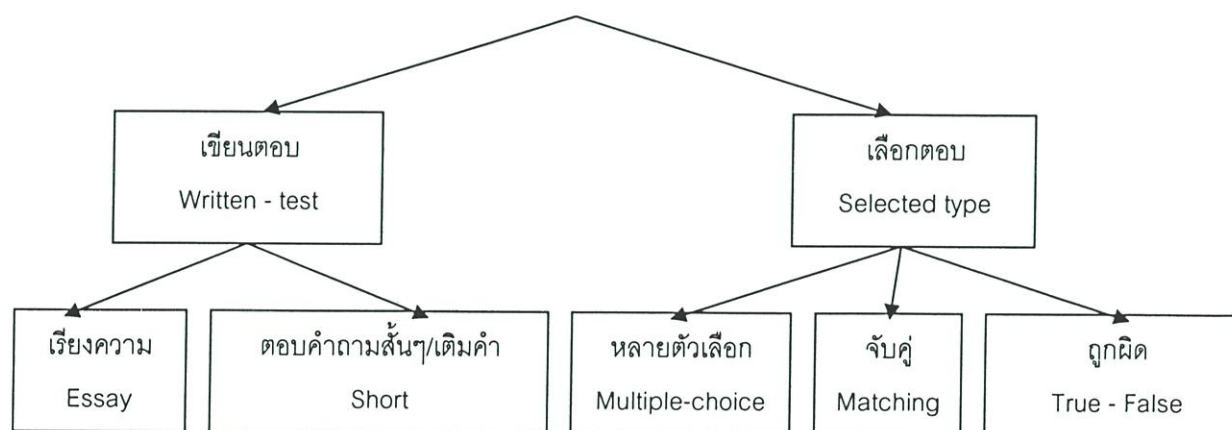 เขียนตอบ
Written - test
เลือกตอบ
Selected type
เรียงความ
Essay
ตอบคำถามสั้นๆ/เติมคำ
Short
หลายตัวเลือก
Multiple-choice
จับคู่
Matching
ถูกผิด
True - False